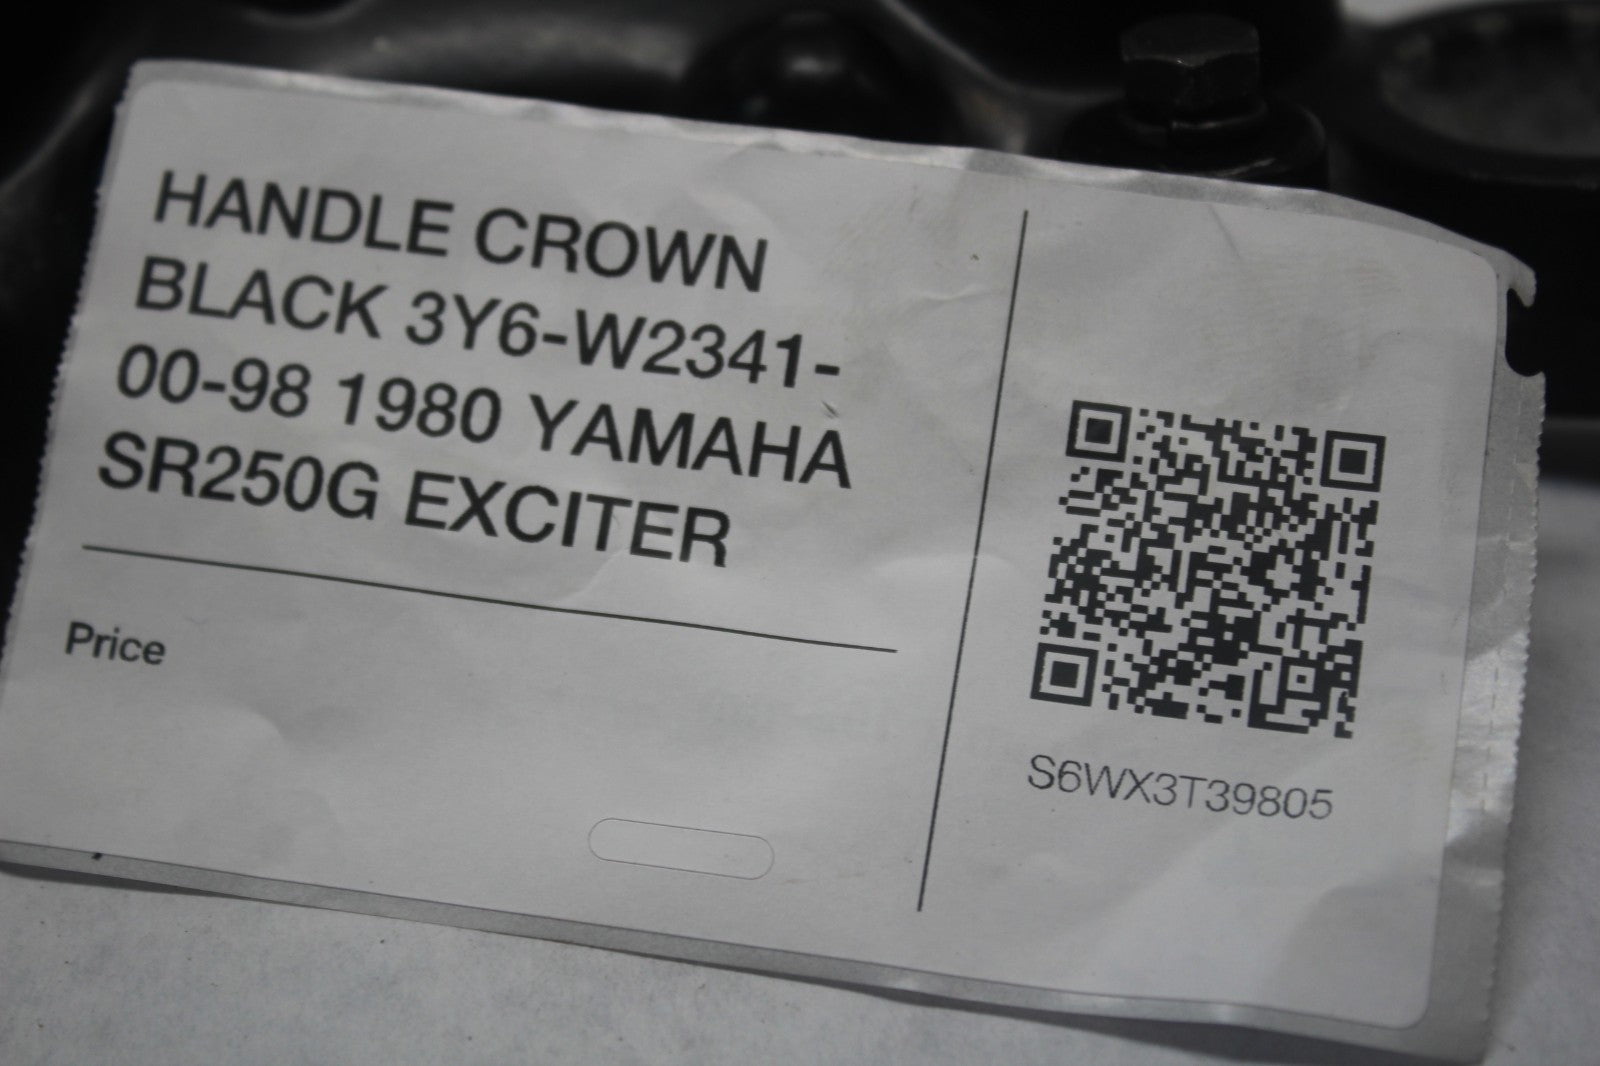 HANDLE CROWN
BLACK 3Y6-W2341-
00-98 1980 YAMAHA
SR250G EXCITER
Price
S6WX3T39805